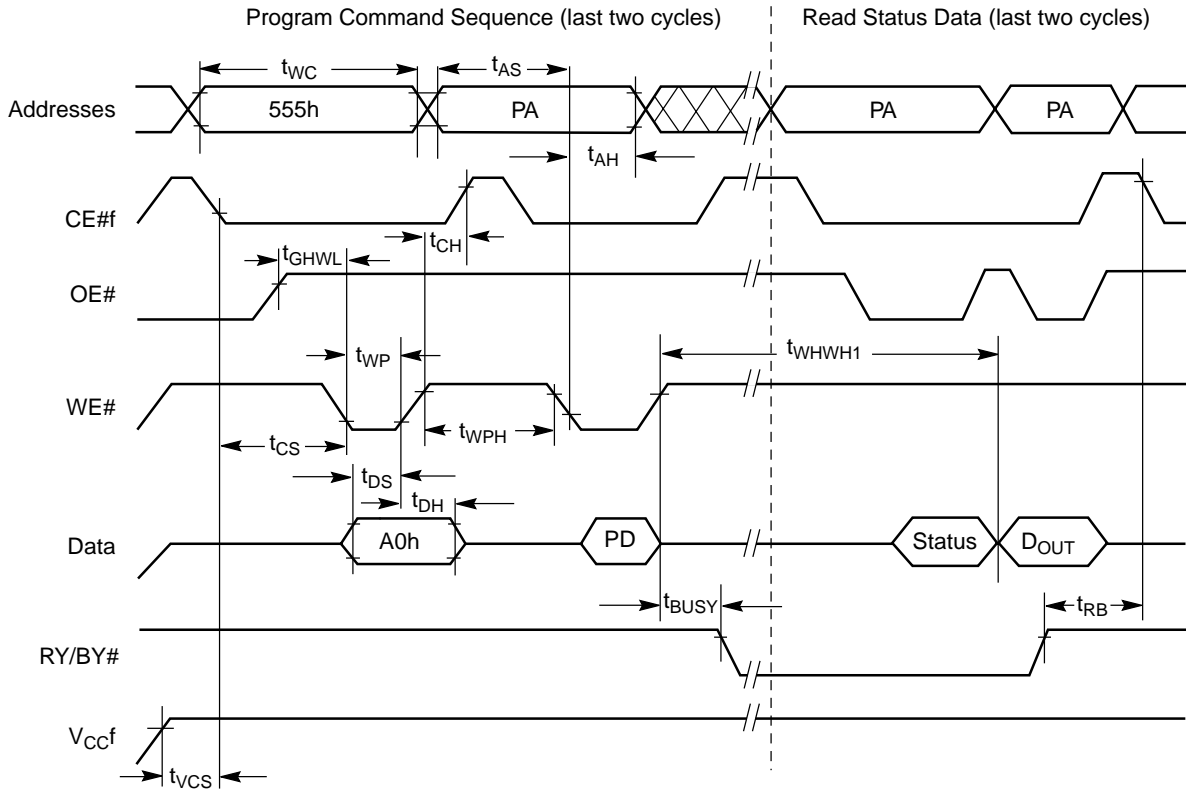 Program Command Sequence (last two cycles) Read Status Data (last two cycles)
tWC tAS
Addresses 555h PA PA PA
tAH
CE#f
tCH
tGHWL
OE#
tWP tWHWH1
WE#
tCS tWPH
tDS
tDH
Data A0h PD Status DOUT
tBUSY tRB
RY/BY#
VCCf
tVCS